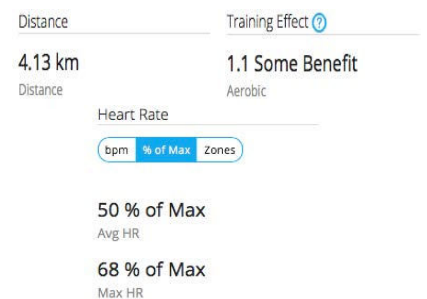 Distance
Training Effect ?
4.13 km
1.1 Some Benefit
Distance
Aerobic
Heart Rate
bpm % of Max Zones
50 % of Max
Avg HR
68 % of Max
Max HR